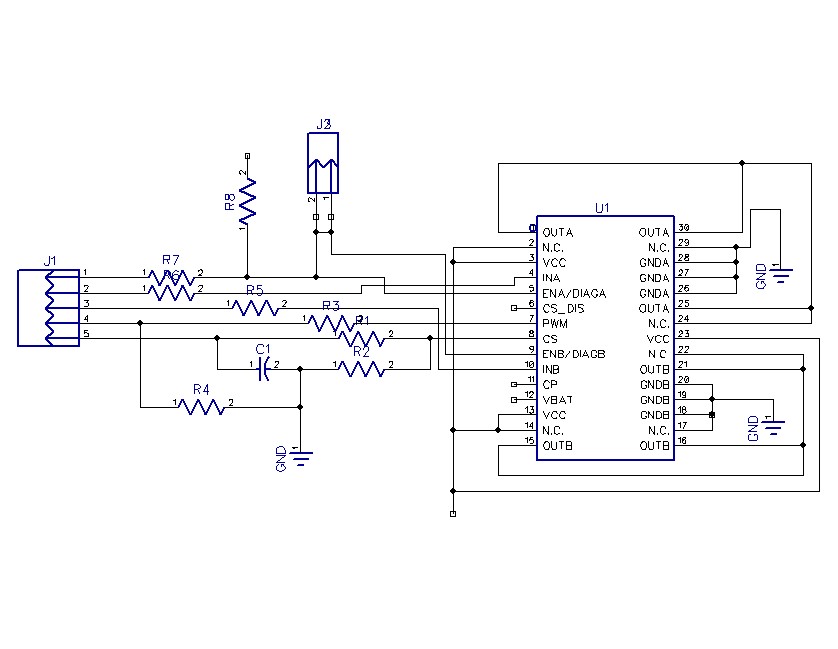 J3
2 1
2
R8
1
U1
J1
1 1 R7 2
2 1 R6 2
3 1 R5 2
4 1 R3 2
5 1 R1 2
C1
1 2
1 R2 2
1 R4 2
GND 1
1 OUTA OUTA 30
2 N.C. N.C. 29
3 VCC GNDA 28
4 INA GNDA 27
5 ENA/DIAGA GNDA 26
6 CS_DIS OUTA 25
7 PWM N.C. 24
8 CS VCC 23
9 ENB/DIAGB N.C 22
10 INB OUTB 21
11 CP GNDB 20
12 VBAT GNDB 19
13 VCC GNDB 18
14 N.C. N.C. 17
15 OUTB OUTB 16
GND 1
GND 1